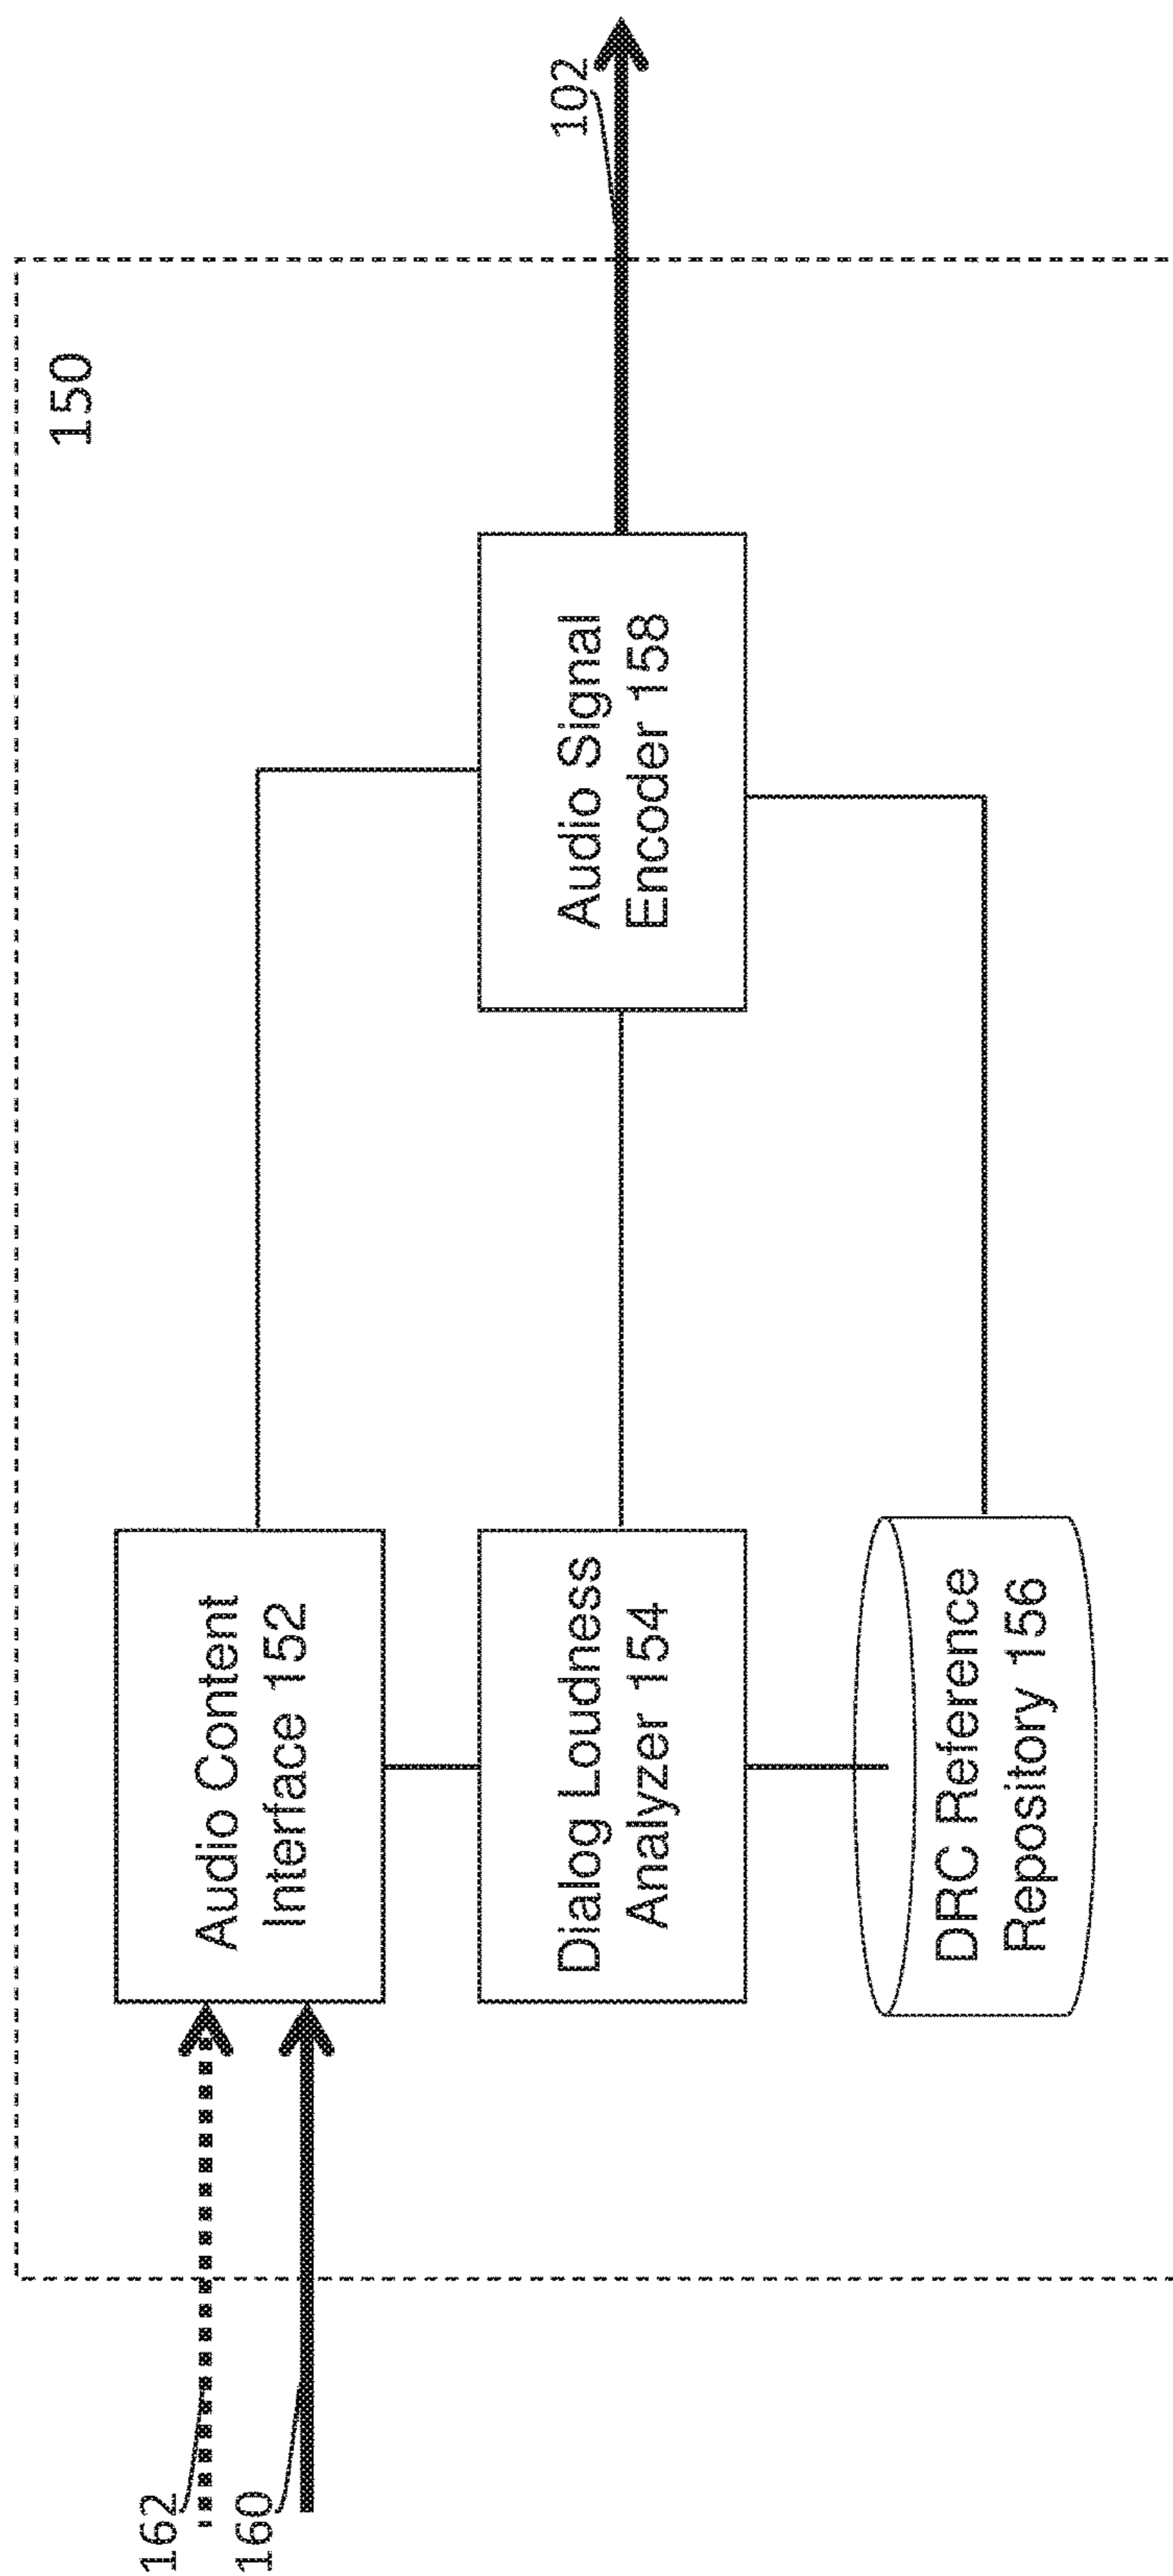 150
162
160
Audio Content
Interface 152
Dialog Loudness
Analyzer 154
DRC Reference
Repository 156
Audio Signal
Encoder 158
102